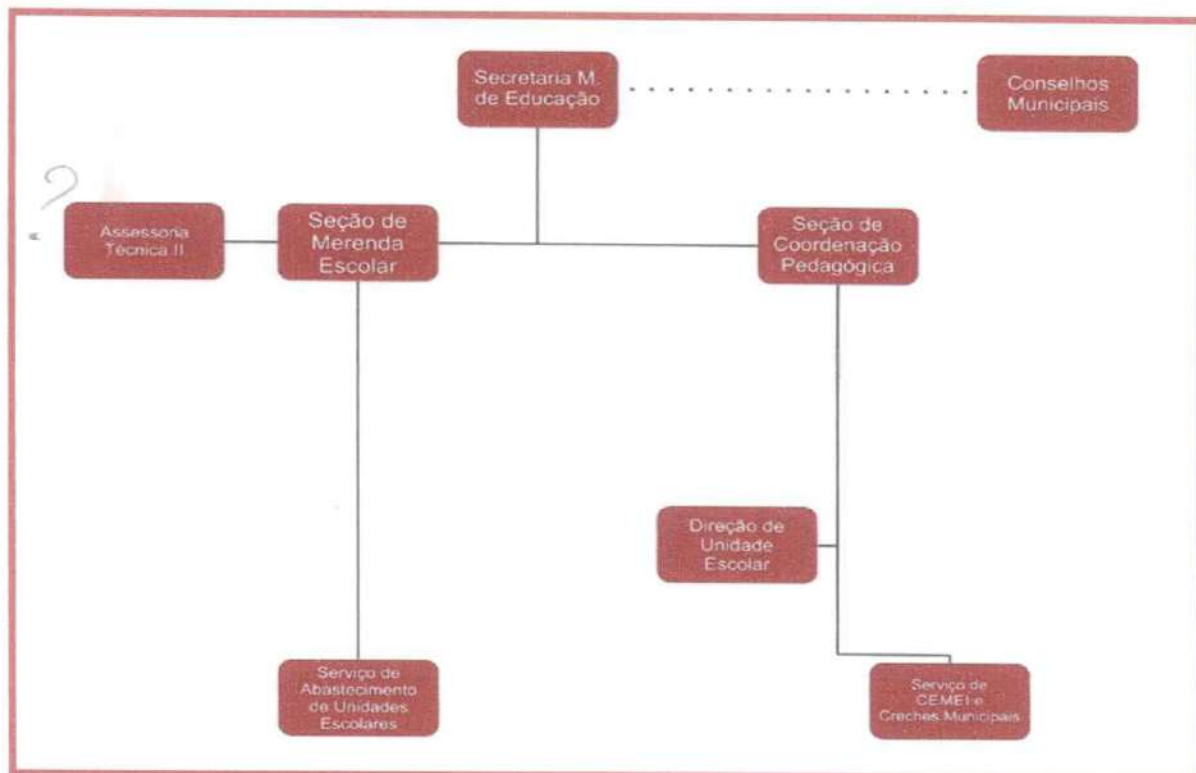 Secretaria M.
de Educação
Conselhos
Municipais
?
Assessoria
Técnica II
Seção de
Merenda
Escolar
Seção de
Coordenação
Pedagógica
Direção de
Unidade
Escolar
Serviço de
Abastecimento
de Unidades
Escolares
Serviço de
CEMEI e
Creches Municipais